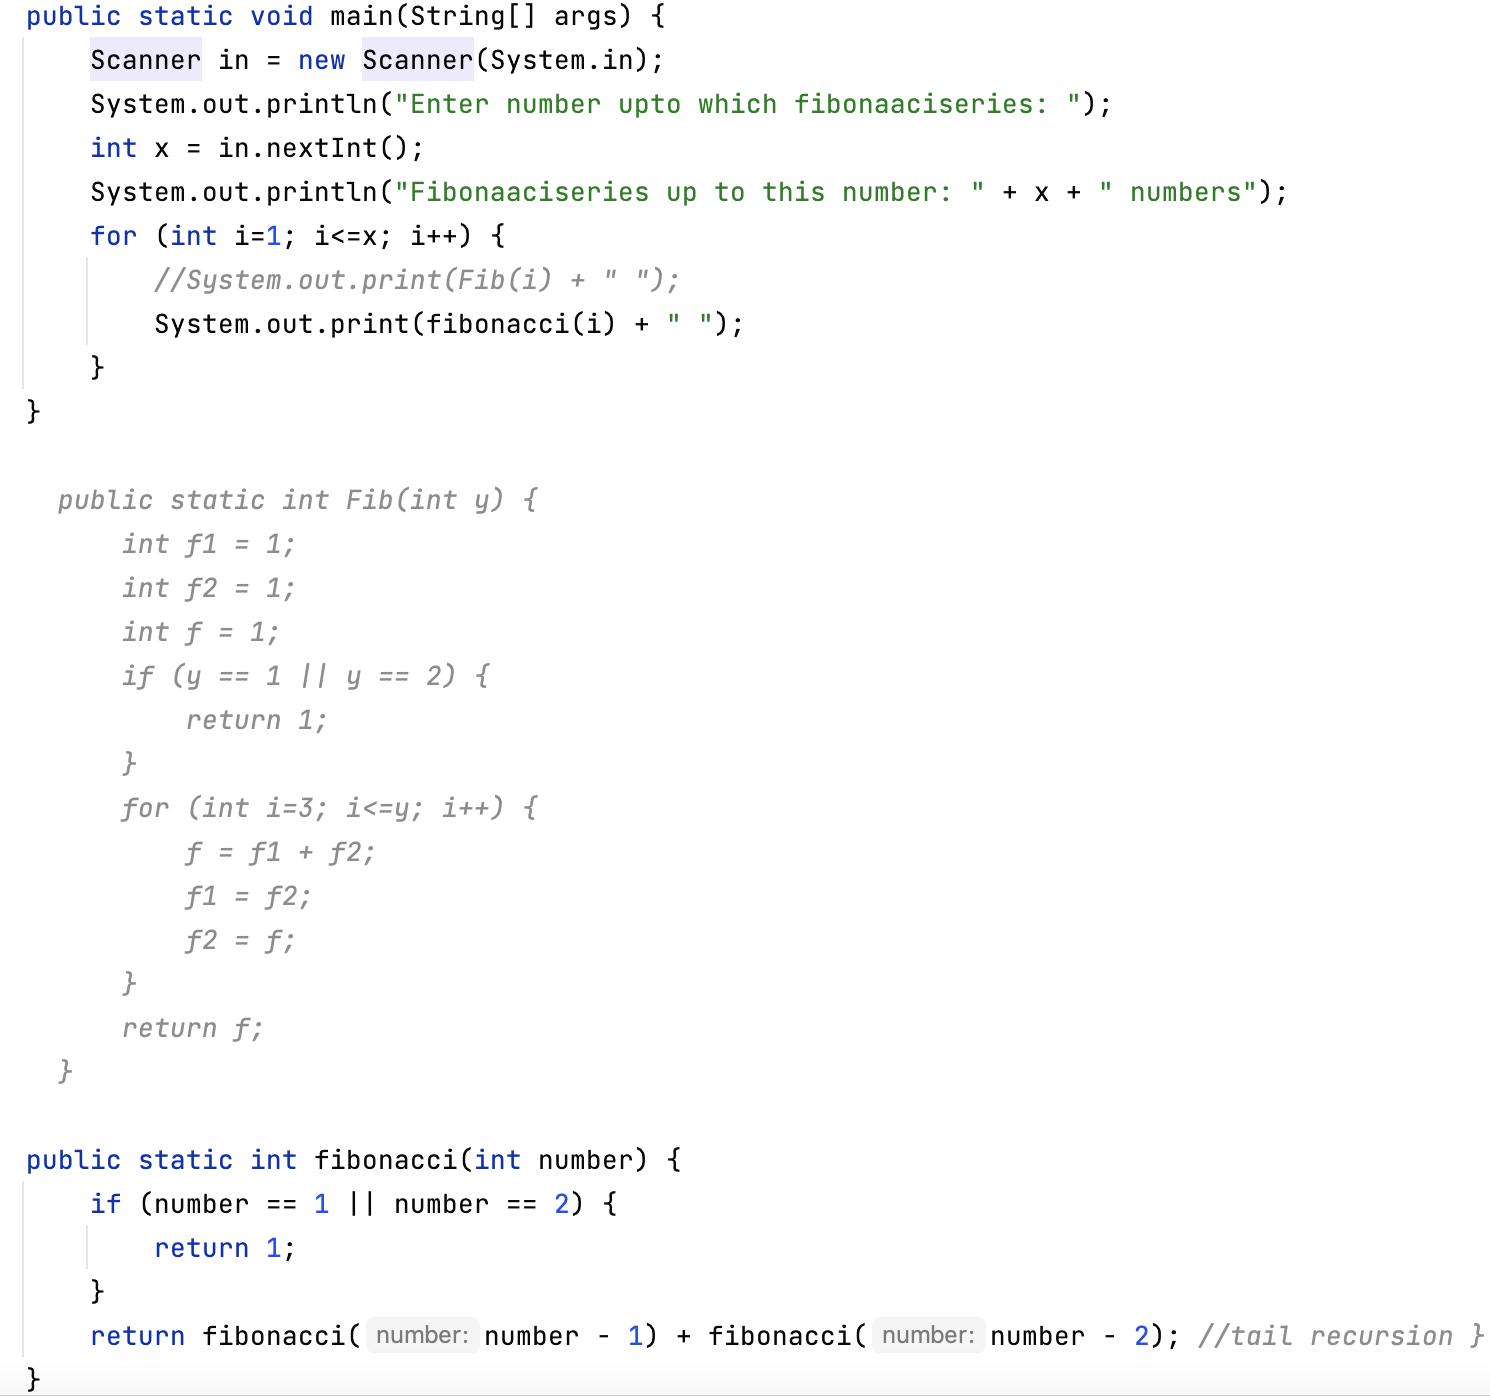 public static void main(String[] args) {
Scanner in = new Scanner(System.in);
System.out.println("Enter number upto which fibonaaciseries: ");
int x = in.nextInt();
System.out.println("Fibonaaciseries up to this number: " + x + " numbers");
for (int i=1; i<=x; i++) {
//System.out.print(Fib(i) + " ");
System.out.print(fibonacci(i) + " ");
}
}
public static int Fib(int y) {
int f1 = 1;
int f2 = 1;
int f = 1;
if (y == 1 || y == 2) {
return 1;
}
for (int i=3; i<=y; i++) {
f = f1 + f2;
f1 = f2;
f2 = f;
}
return f;
}
public static int fibonacci(int number) {
if (number == 1 || number == 2) {
return 1;
}
return fibonacci( number: number - 1) + fibonacci( number: number - 2); //tail recursion }
}